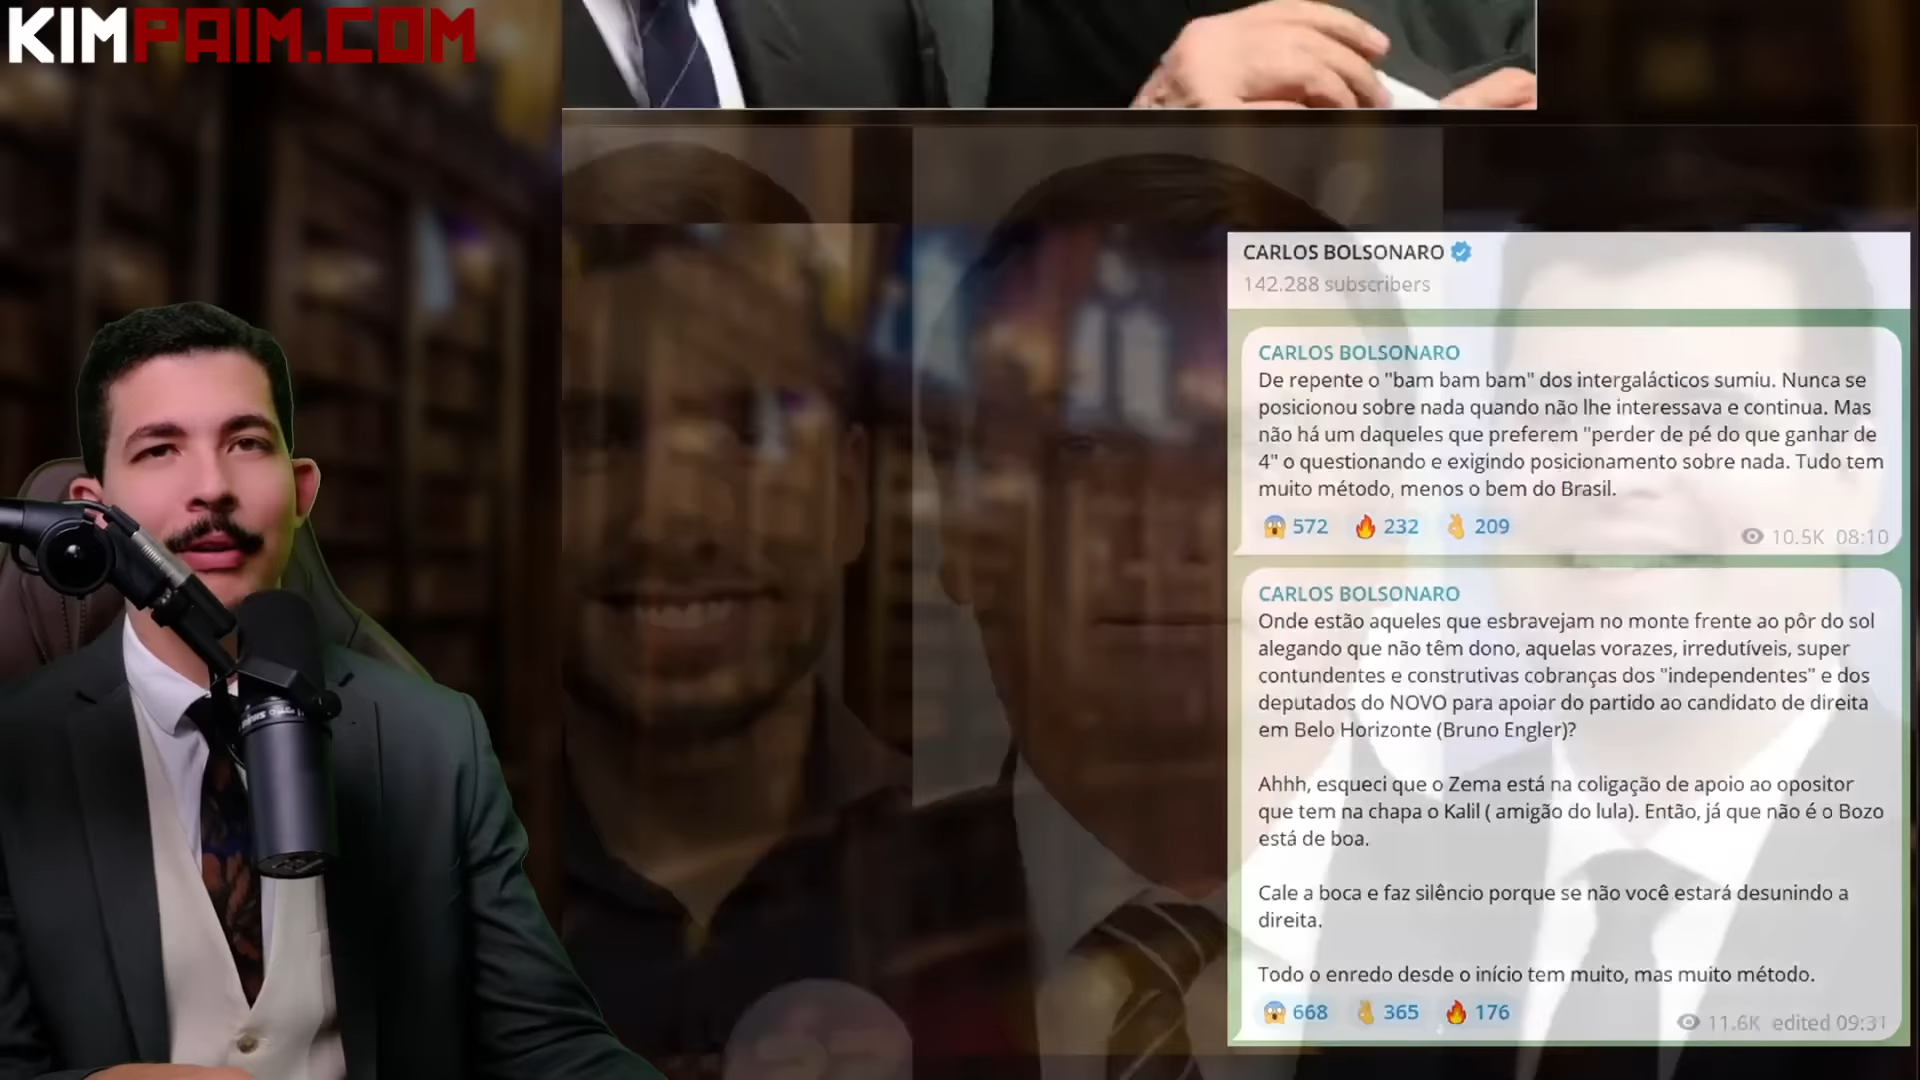 KIMPAIM.COM
CARLOS BOLSONARO
142.288 subscribers
CARLOS BOLSONARO
De repente o "bam bam bam" dos intergalácticos sumiu. Nunca se
posicionou sobre nada quando não lhe interessava e continua. Mas
não há um daqueles que preferem "perder de pé do que ganhar de
4" o questionando e exigindo posicionamento sobre nada. Tudo tem
muito método, menos o bem do Brasil.
😱 572 🔥 232 👌 209
10.5K 08:10
CARLOS BOLSONARO
Onde estão aqueles que esbravejam no monte frente ao pôr do sol
alegando que não têm dono, aquelas vorazes, irredutíveis, super
contundentes e construtivas cobranças dos "independentes" e dos
deputados do NOVO para apoiar do partido ao candidato de direita
em Belo Horizonte (Bruno Engler)?
Ahhh, esqueci que o Zema está na coligação de apoio ao opositor
que tem na chapa o Kalil ( amigão do lula). Então, já que não é o Bozo
está de boa.
Cale a boca e faz silêncio porque se não você estará desunindo a
direita.
Todo o enredo desde o início tem muito, mas muito método.
😱 668 👌 365 🔥 176
11.6K edited 09:31